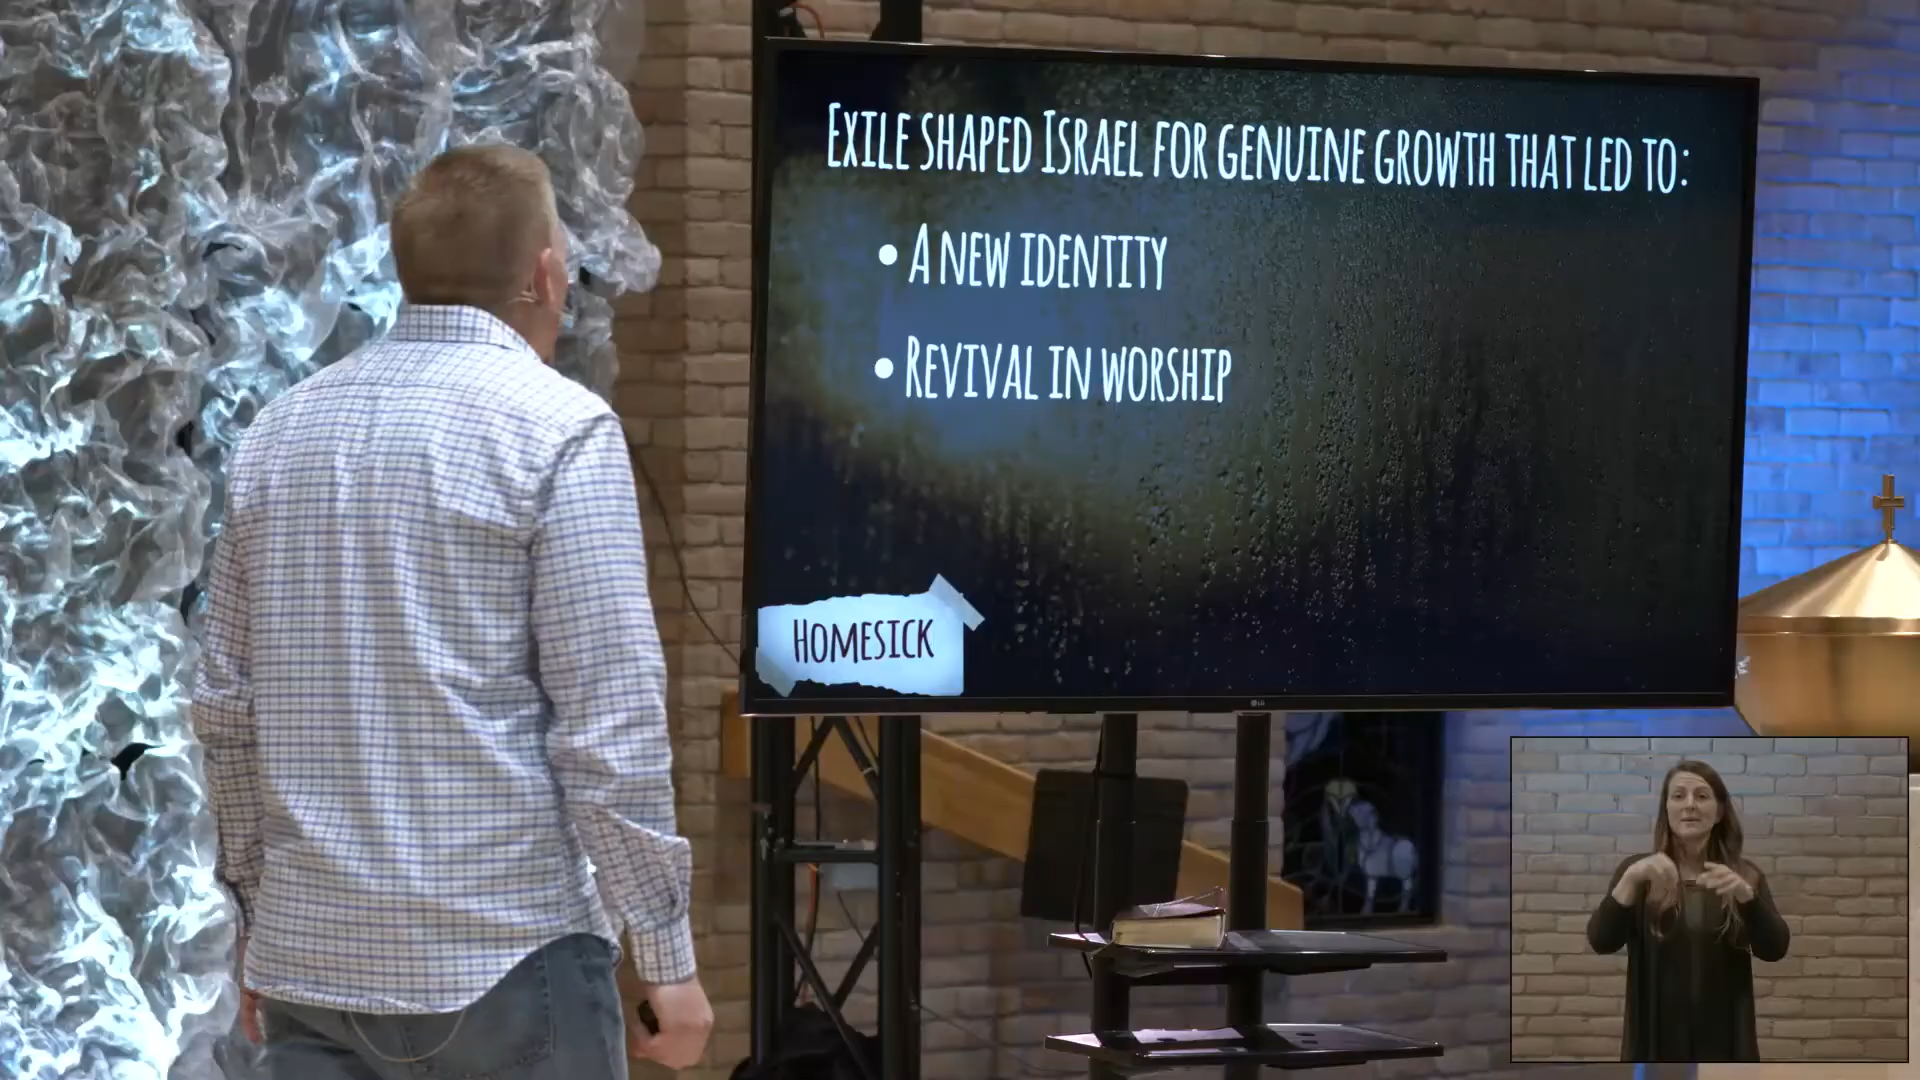 Exile shaped Israel for genuine growth that led to:
• A new identity
• Revival in worship
Homesick
LG